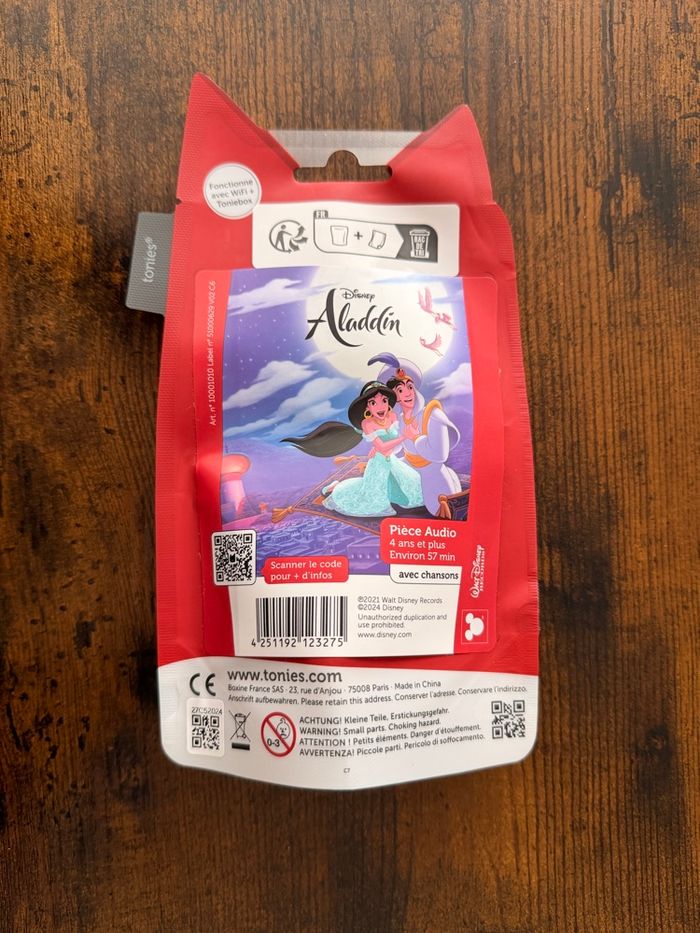 Fonctionne
avec WiFi +
Toniebox
tonies®
FR
BAC
DE
TRI
Art. n° 10001010 Label n° 51000629 V02 C6
Disney
Aladdin
Pièce Audio
4 ans et plus
Environ 57 min
avec chansons
Scanner le code
pour + d'infos
Walt Disney
℗2021 Walt Disney Records
©2024 Disney
Unauthorized duplication and
use prohibited.
www.disney.com
4 251192 123275
CE
www.tonies.com
Boxine France SAS · 23, rue d'Anjou · 75008 Paris · Made in China
Anschrift aufbewahren. Please retain this address. Conserver l'adresse. Conservare l'indirizzo.
27C52024
0-3
ACHTUNG! Kleine Teile. Erstickungsgefahr.
WARNING! Small parts. Choking hazard.
ATTENTION ! Petits éléments. Danger d'étouffement.
AVVERTENZA! Piccole parti. Pericolo di soffocamento.
C7